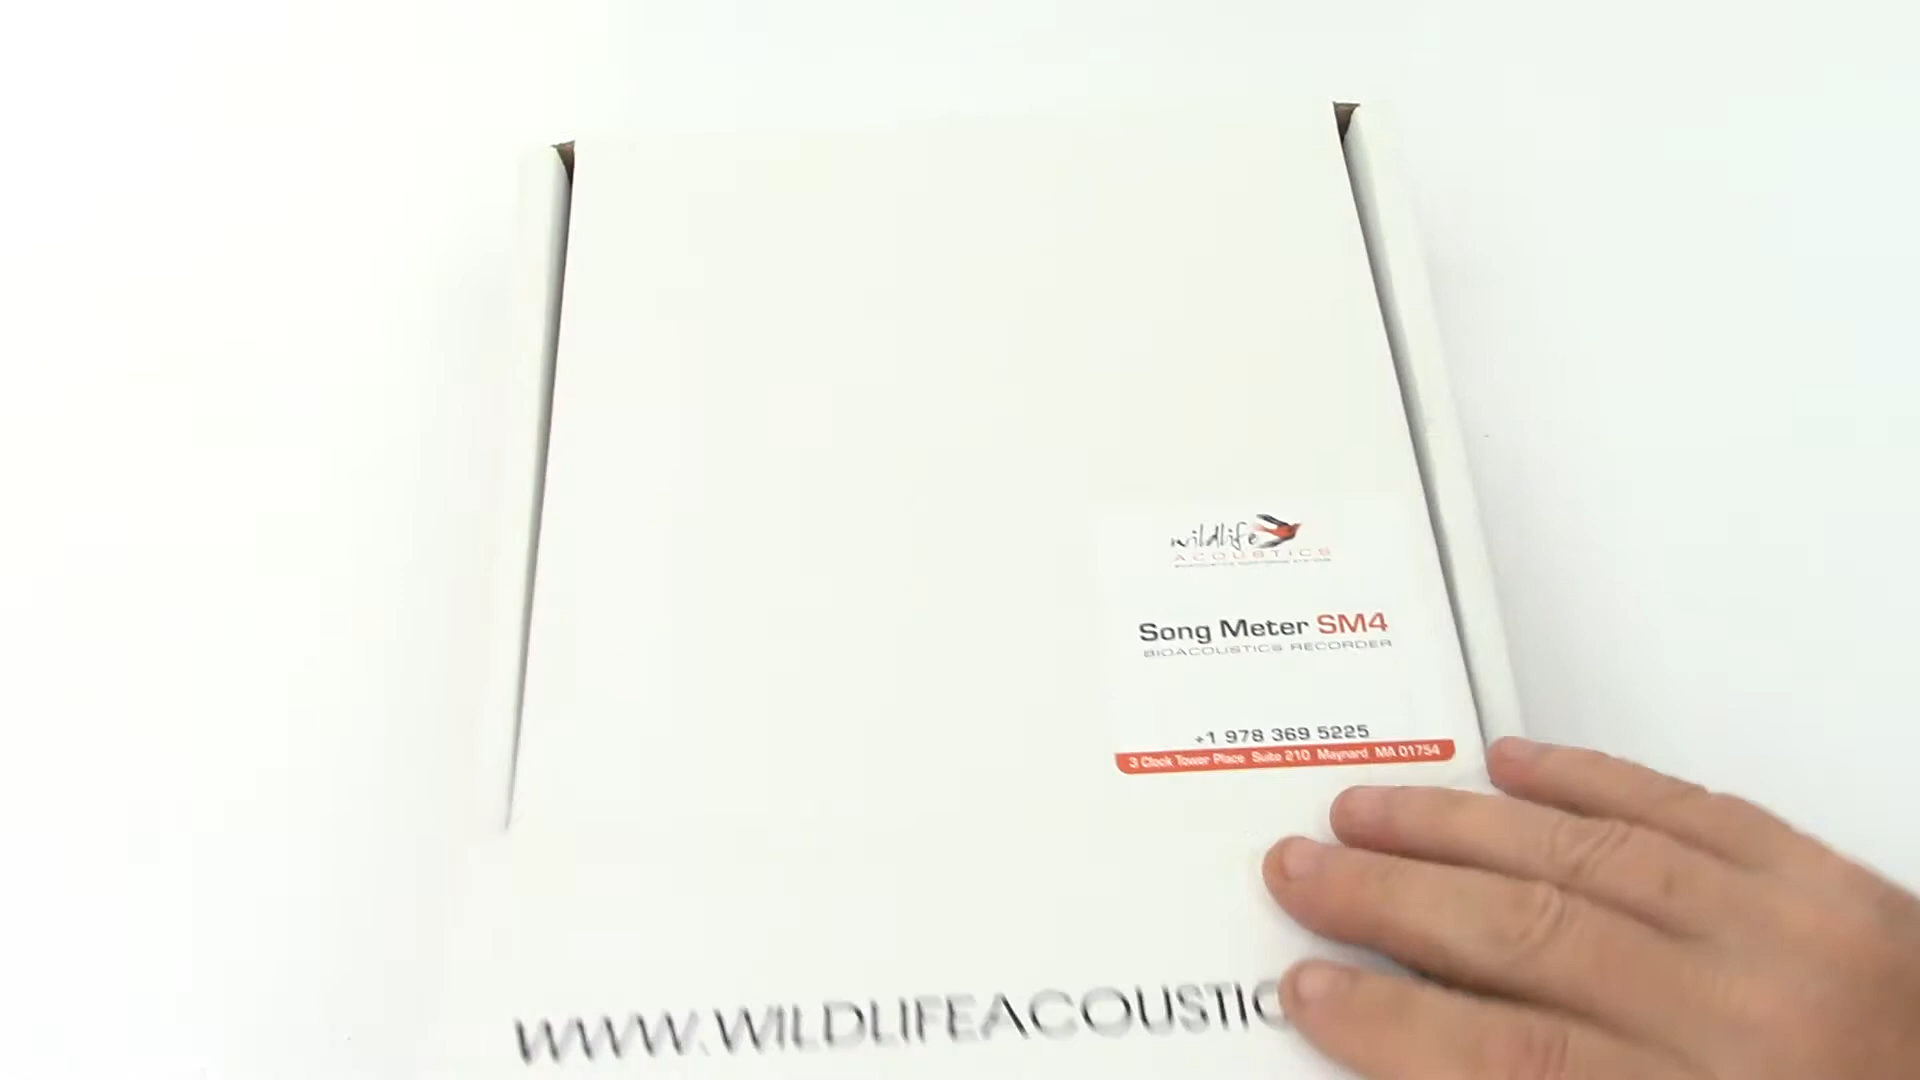 wildlife
ACOUSTICS
Song Meter SM4
BIOACOUSTICS RECORDER
+1 978 369 5225
3 Clock Tower Place Suite 210 Maynard MA 01754
WWW.WILDLIFEACOUSTIC